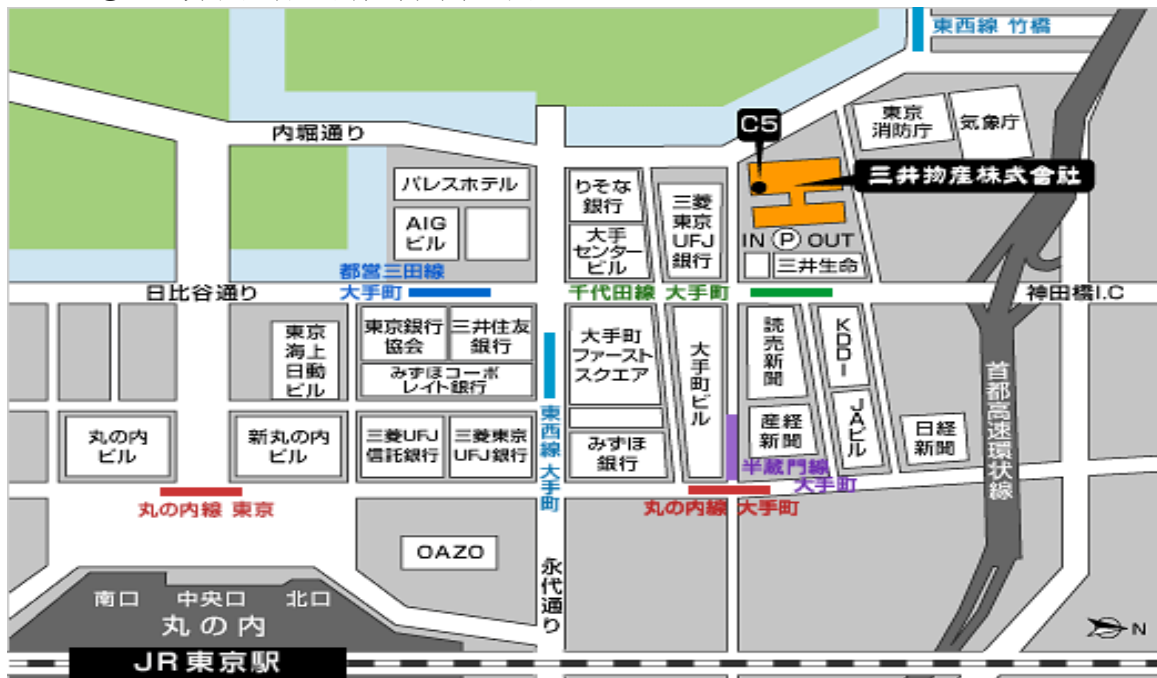 東西線 竹橋
内堀通り
C5
東京
消防庁
気象庁
三井物産株式會社
パレスホテル
AIG
ビル
りそな
銀行
大手
センター
ビル
三菱
東京
UFJ
銀行
IN P OUT
三井生命
都営三田線
大手町
日比谷通り
千代田線 大手町
神田橋I.C
東京
海上
日動
ビル
東京銀行
協会
三井住友
銀行
みずほコーポ
レイト銀行
大手町
ファースト
スクエア
大手町ビル
読売新聞
KDDI
首都高速環状線
丸の内
ビル
新丸の内
ビル
三菱UFJ
信託銀行
三菱東京
UFJ銀行
東西線 大手町
みずほ
銀行
産経
新聞
JAビル
日経
新聞
半蔵門線
大手町
丸の内線 東京
丸の内線 大手町
OAZO
永代通り
南口 中央口 北口
丸の内
JR東京駅
N